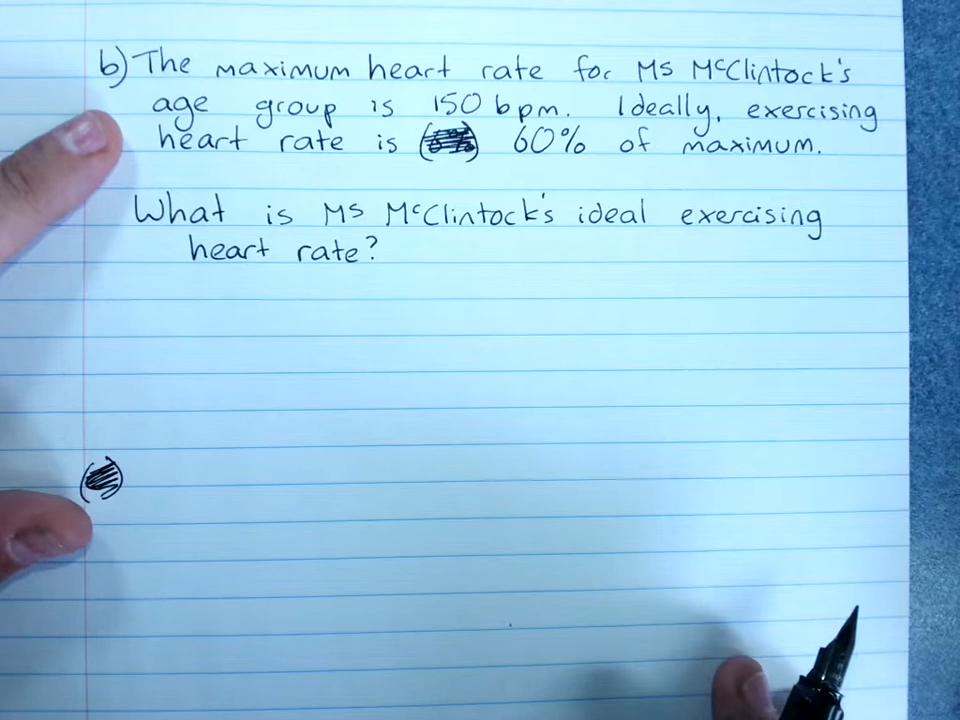 b) The maximum heart rate for Ms McClintock's
age group is 150 bpm. Ideally, exercising
heart rate is 60% of maximum.
What is Ms McClintock's ideal exercising
heart rate?